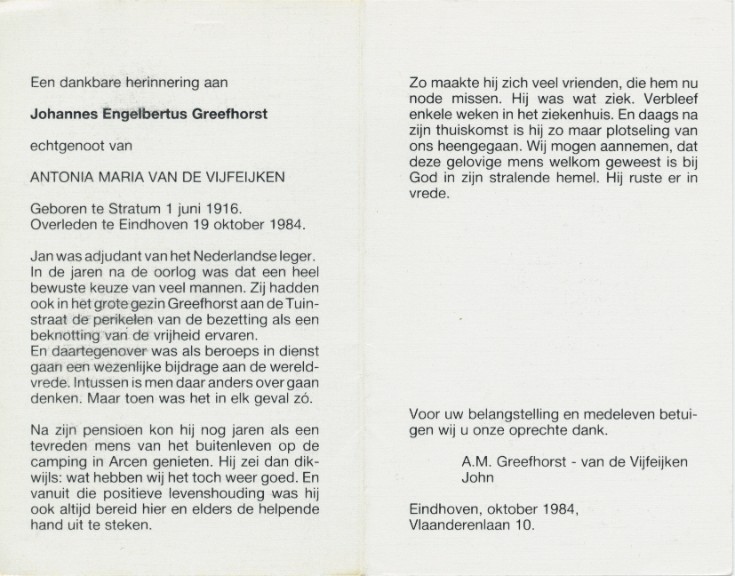 Een dankbare herinnering aan
Johannes Engelbertus Greefhorst
echtgenoot van
ANTONIA MARIA VAN DE VIJFEIJKEN
Geboren te Stratum 1 juni 1916.
Overleden te Eindhoven 19 oktober 1984.
Jan was adjudant van het Nederlandse leger.
In de jaren na de oorlog was dat een heel
bewuste keuze van veel mannen. Zij hadden
ook in het grote gezin Greefhorst aan de Tuin-
straat de perikelen van de bezetting als een
beknotting van de vrijheid ervaren.
En daartegenover was als beroeps in dienst
gaan een wezenlijke bijdrage aan de wereld-
vrede. Intussen is men daar anders over gaan
denken. Maar toen was het in elk geval zó.
Na zijn pensioen kon hij nog jaren als een
tevreden mens van het buitenleven op de
camping in Arcen genieten. Hij zei dan dik-
wijls: wat hebben wij het toch weer goed. En
vanuit die positieve levenshouding was hij
ook altijd bereid hier en elders de helpende
hand uit te steken.
Zo maakte hij zich veel vrienden, die hem nu
node missen. Hij was wat ziek. Verbleef
enkele weken in het ziekenhuis. En daags na
zijn thuiskomst is hij zo maar plotseling van
ons heengegaan. Wij mogen aannemen, dat
deze gelovige mens welkom geweest is bij
God in zijn stralende hemel. Hij ruste er in
vrede.
Voor uw belangstelling en medeleven betui-
gen wij u onze oprechte dank.
A.M. Greefhorst - van de Vijfeijken
John
Eindhoven, oktober 1984,
Vlaanderenlaan 10.